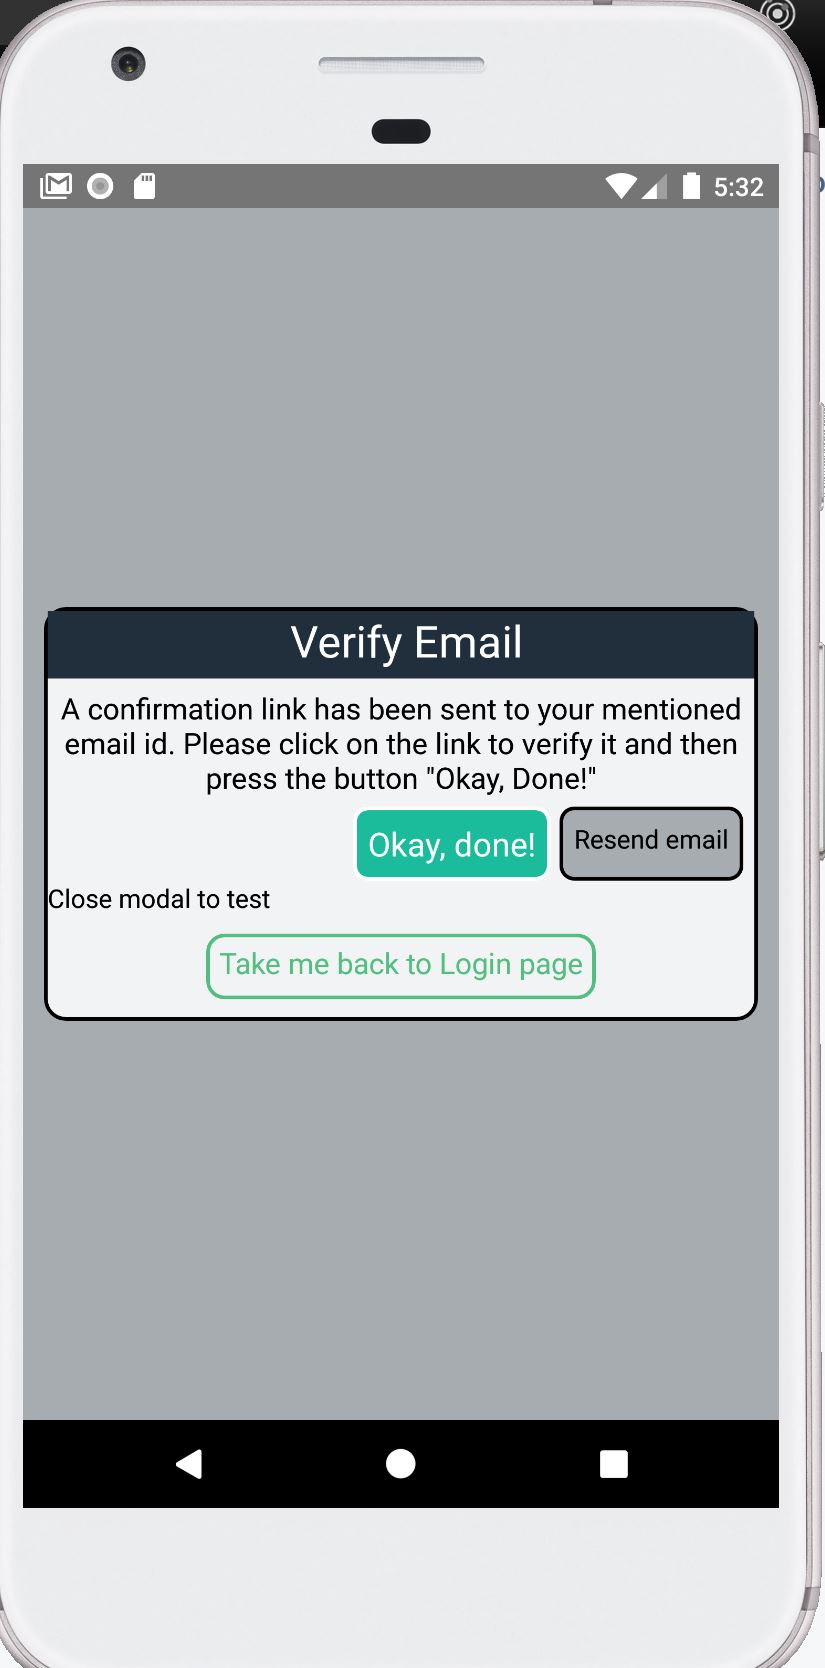 5:32
Verify Email
A confirmation link has been sent to your mentioned
email id. Please click on the link to verify it and then
press the button "Okay, Done!"
Okay, done!
Resend email
Close modal to test
Take me back to Login page